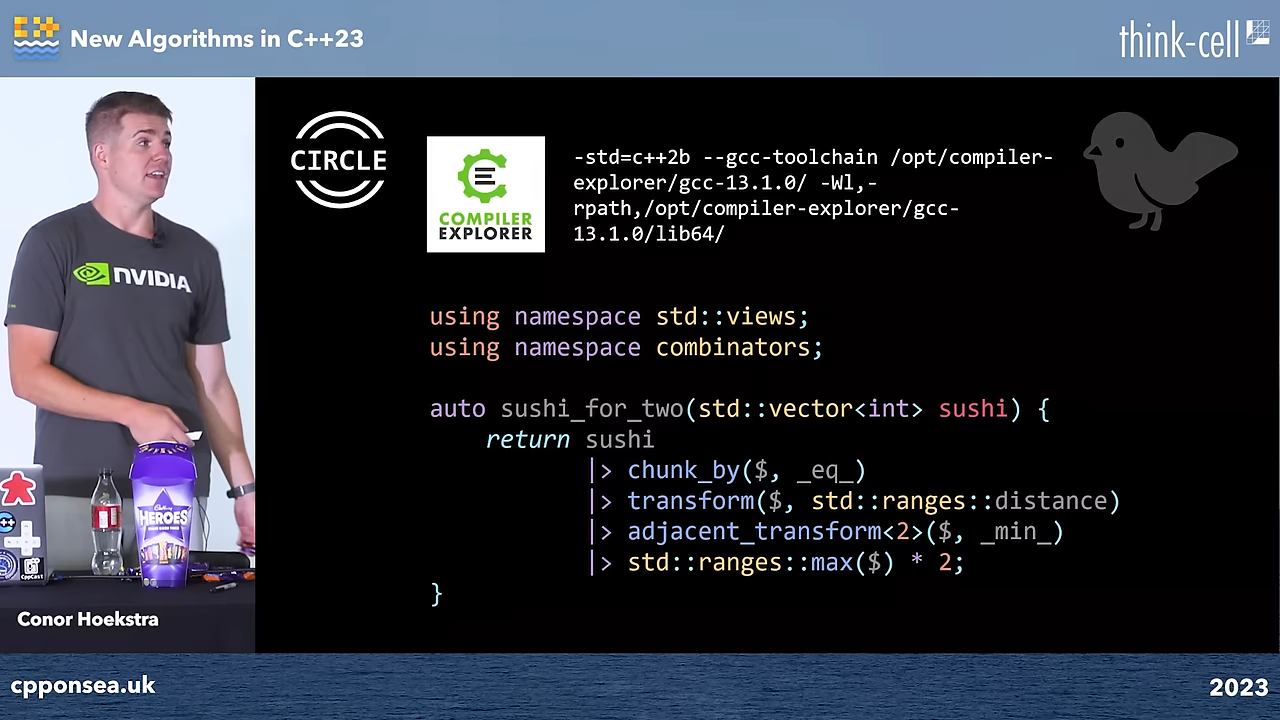 New Algorithms in C++23
think-cell
CIRCLE
COMPILER
EXPLORER
-std=c++2b --gcc-toolchain /opt/compiler-
explorer/gcc-13.1.0/ -Wl,-
rpath,/opt/compiler-explorer/gcc-
13.1.0/lib64/
using namespace std::views;
using namespace combinators;
auto sushi_for_two(std::vector<int> sushi) {
return sushi
|> chunk_by($, _eq_)
|> transform($, std::ranges::distance)
|> adjacent_transform<2>($, _min_)
|> std::ranges::max($) * 2;
}
NVIDIA
Cadbury
HEROES
CppCast
Conor Hoekstra
cpponsea.uk
2023